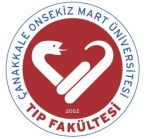 ÇANAKKALE ONSEKİZ MART ÜNİVERSİTESİ
2002
TIP FAKÜLTESİ